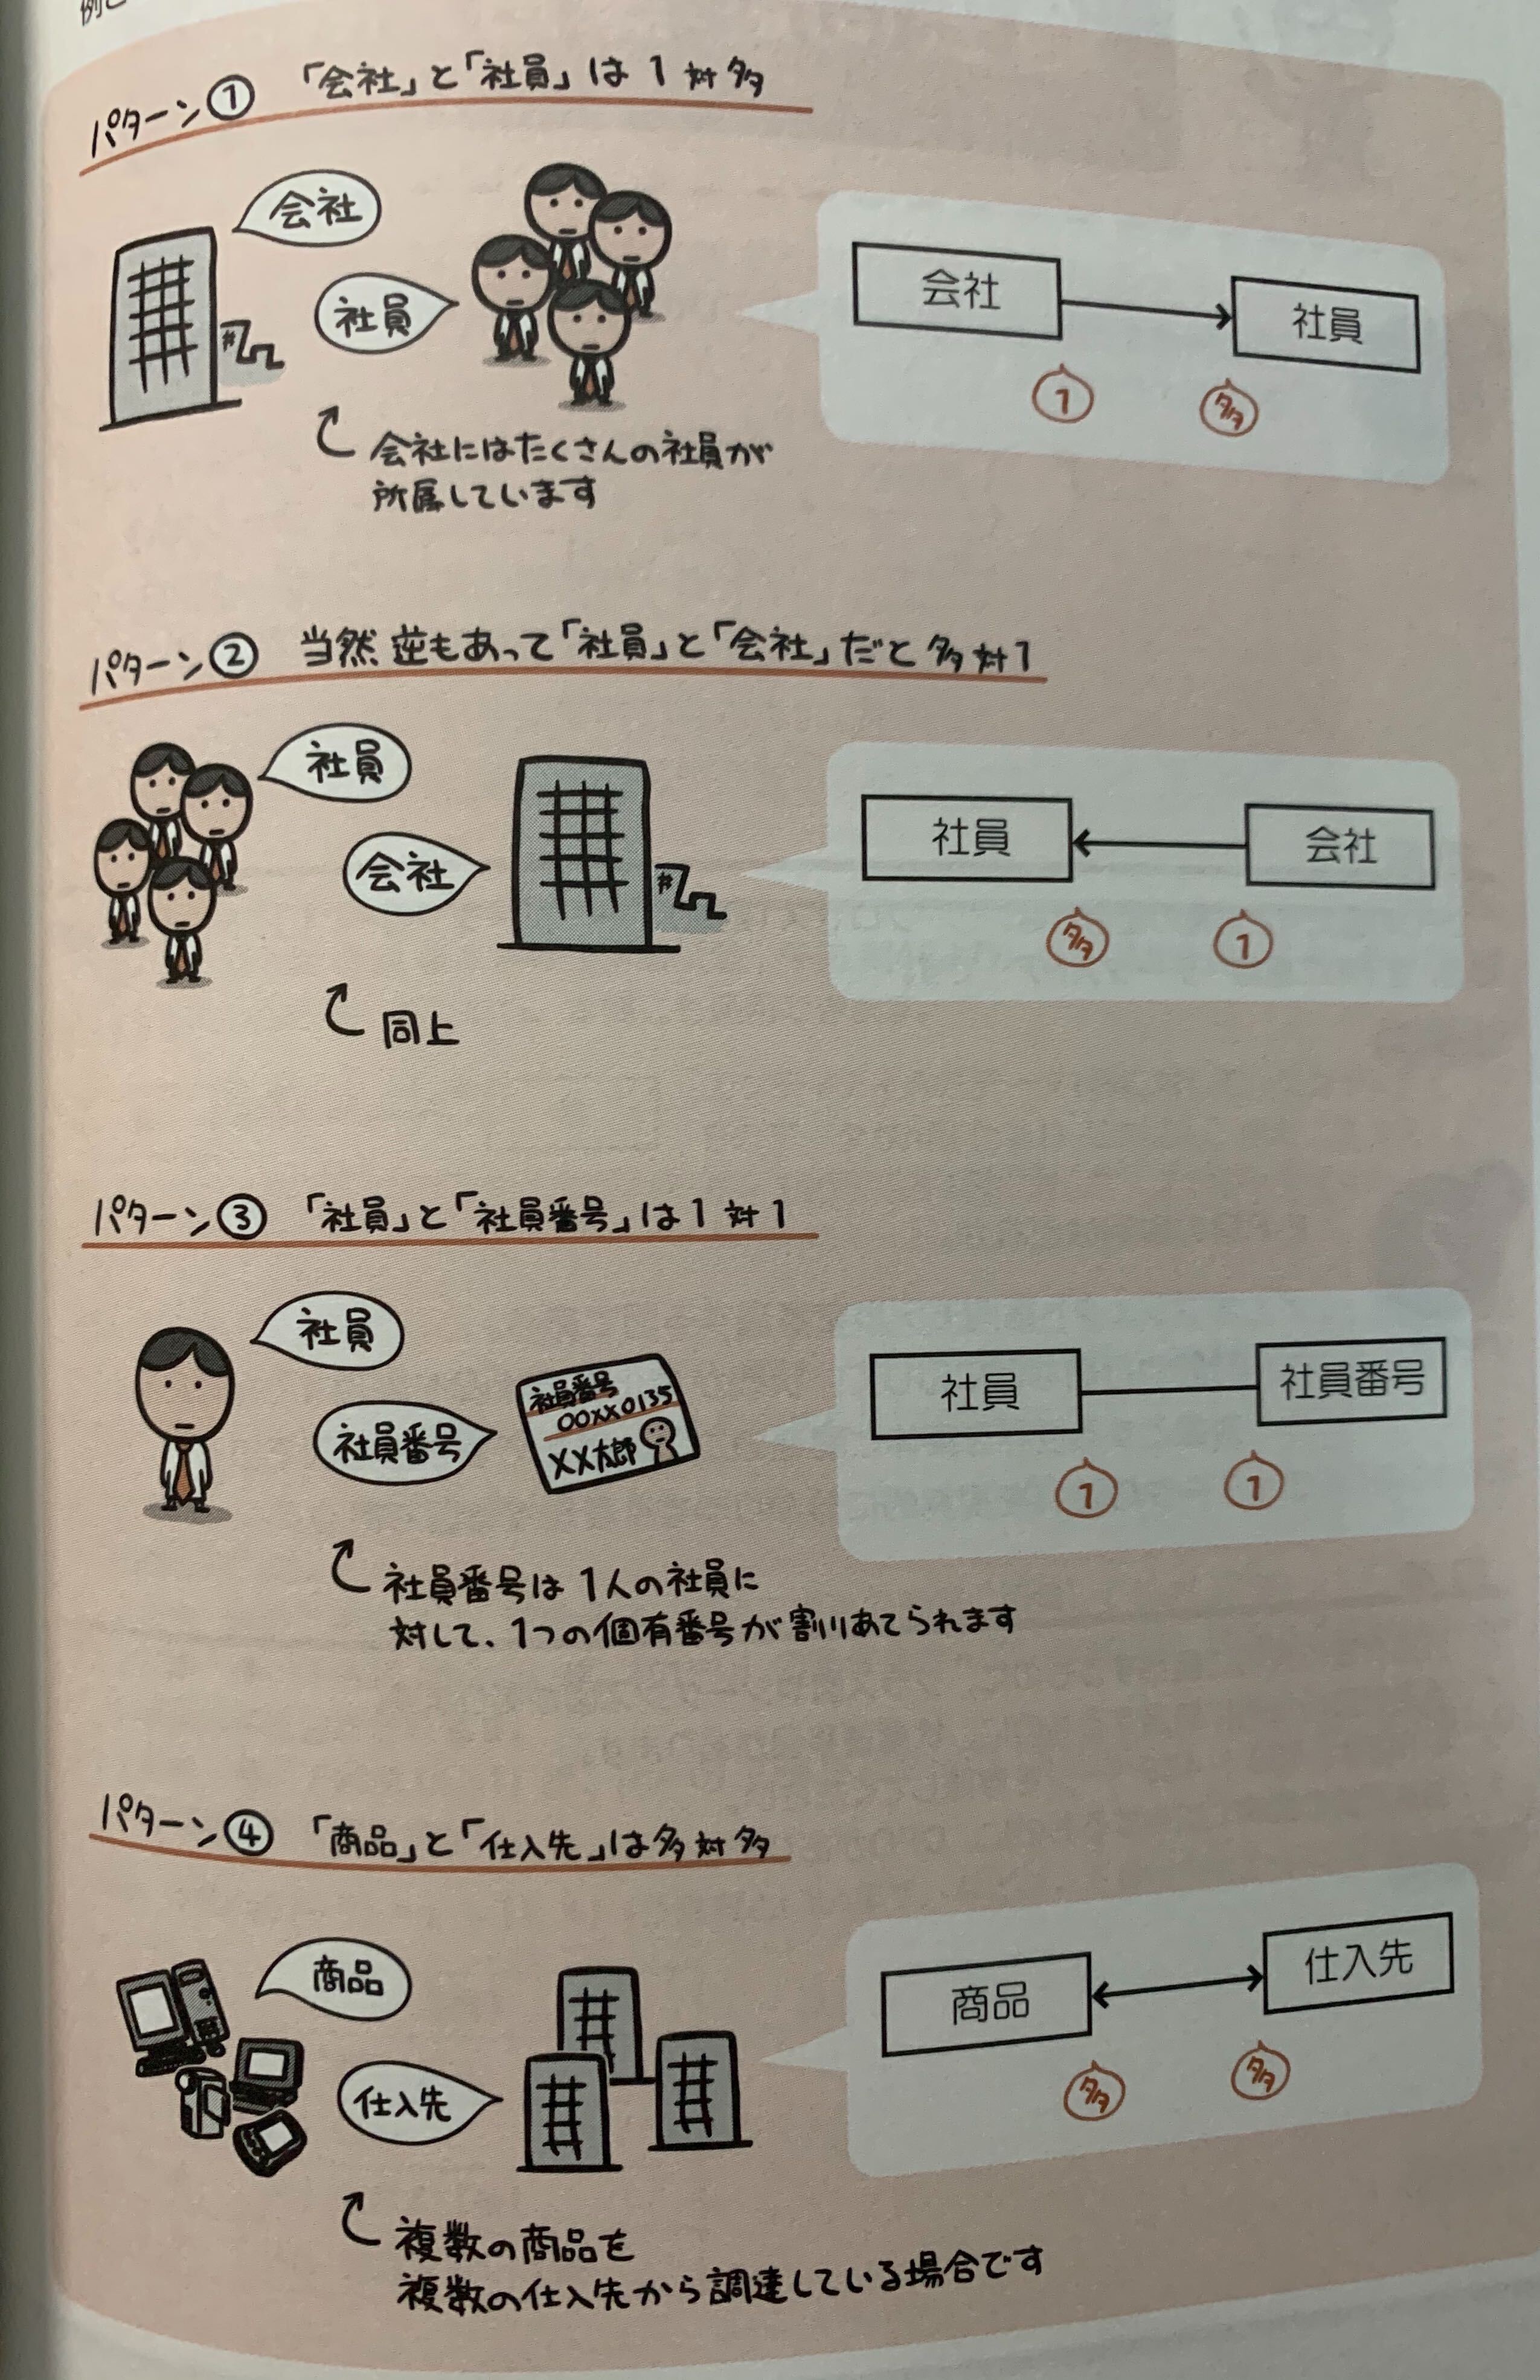 例と
パターン① 「会社」と「社員」は1対多
会社
社員
会社にはたくさんの社員が
所属しています
会社
社員
1
多
パターン② 当然逆もあって「社員」と「会社」だと多対1
社員
会社
同上
社員
会社
多
1
パターン③ 「社員」と「社員番号」は1対1
社員
社員番号
社員番号
00XX0135
XX太郎
社員番号は1人の社員に
対して、1つの個有番号が割りあてられます
社員
社員番号
1
1
パターン④ 「商品」と「仕入先」は多対多
商品
仕入先
複数の商品を
複数の仕入先から調達している場合です
商品
仕入先
多
多